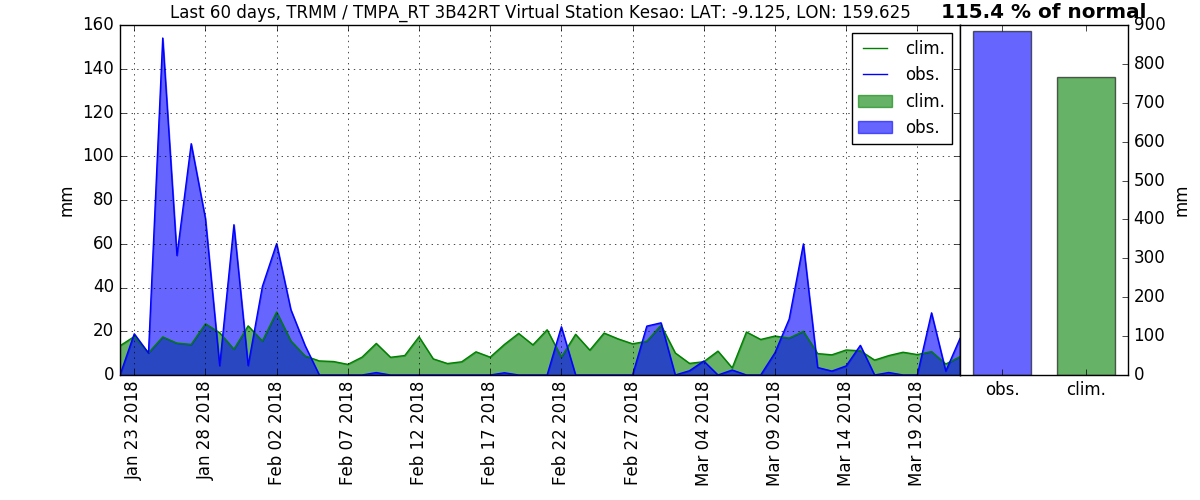 Last 60 days, TRMM / TMPA_RT 3B42RT Virtual Station Kesao: LAT: -9.125, LON: 159.625
115.4 % of normal
160
140
120
100
80
60
40
20
0
mm
clim.
obs.
clim.
obs.
900
800
700
600
500
400
300
200
100
0
mm
obs.
clim.
Jan 23 2018
Jan 28 2018
Feb 02 2018
Feb 07 2018
Feb 12 2018
Feb 17 2018
Feb 22 2018
Feb 27 2018
Mar 04 2018
Mar 09 2018
Mar 14 2018
Mar 19 2018